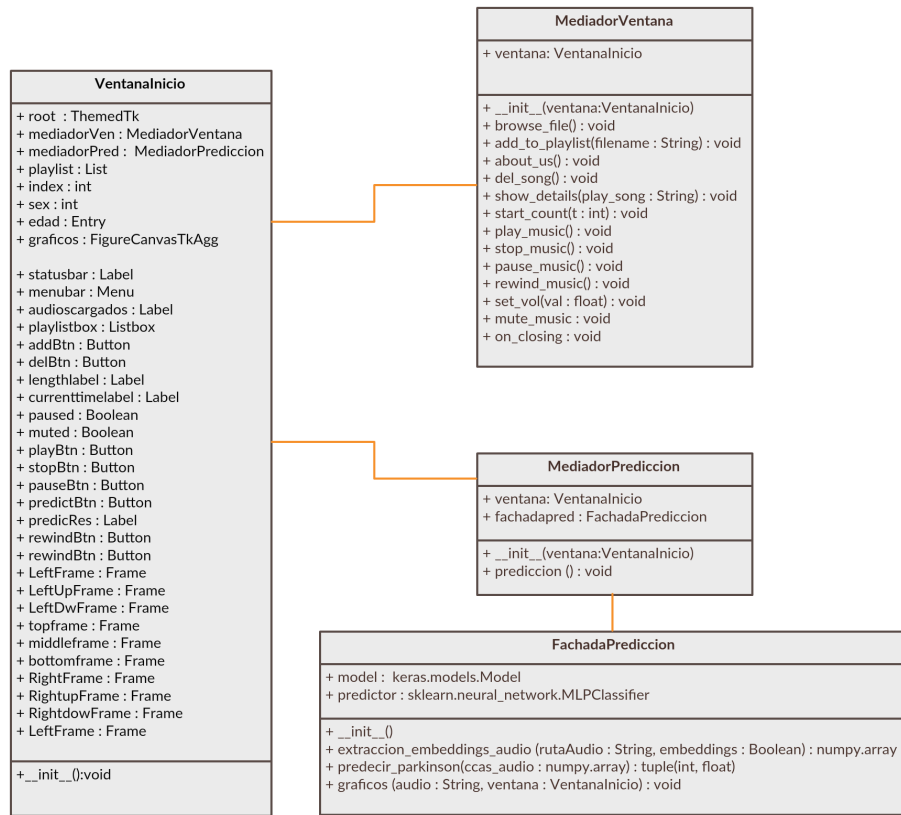 VentanaInicio
+ root : ThemedTk
+ mediadorVen : MediadorVentana
+ mediadorPred : MediadorPrediccion
+ playlist : List
+ index : int
+ sex : int
+ edad : Entry
+ graficos : FigureCanvasTkAgg
+ statusbar : Label
+ menubar : Menu
+ audioscargados : Label
+ playlistbox : Listbox
+ addBtn : Button
+ delBtn : Button
+ lengthlabel : Label
+ currenttimelabel : Label
+ paused : Boolean
+ muted : Boolean
+ playBtn : Button
+ stopBtn : Button
+ pauseBtn : Button
+ predictBtn : Button
+ predicRes : Label
+ rewindBtn : Button
+ rewindBtn : Button
+ LeftFrame : Frame
+ LeftUpFrame : Frame
+ LeftDwFrame : Frame
+ topframe : Frame
+ middleframe : Frame
+ bottomframe : Frame
+ RightFrame : Frame
+ RightupFrame : Frame
+ RightdowFrame : Frame
+ LeftFrame : Frame
+__init__():void
MediadorVentana
+ ventana: VentanaInicio
+ __init__(ventana:VentanaInicio)
+ browse_file() : void
+ add_to_playlist(filename : String) : void
+ about_us() : void
+ del_song() : void
+ show_details(play_song : String) : void
+ start_count(t : int) : void
+ play_music() : void
+ stop_music() : void
+ pause_music() : void
+ rewind_music() : void
+ set_vol(val : float) : void
+ mute_music : void
+ on_closing : void
MediadorPrediccion
+ ventana: VentanaInicio
+ fachadapred : FachadaPrediccion
+ __init__(ventana:VentanaInicio)
+ prediccion () : void
FachadaPrediccion
+ model : keras.models.Model
+ predictor : sklearn.neural_network.MLPClassifier
+ __init__()
+ extraccion_embeddings_audio (rutaAudio : String, embeddings : Boolean) : numpy.array
+ predecir_parkinson(ccas_audio : numpy.array) : tuple(int, float)
+ graficos (audio : String, ventana : VentanaInicio) : void